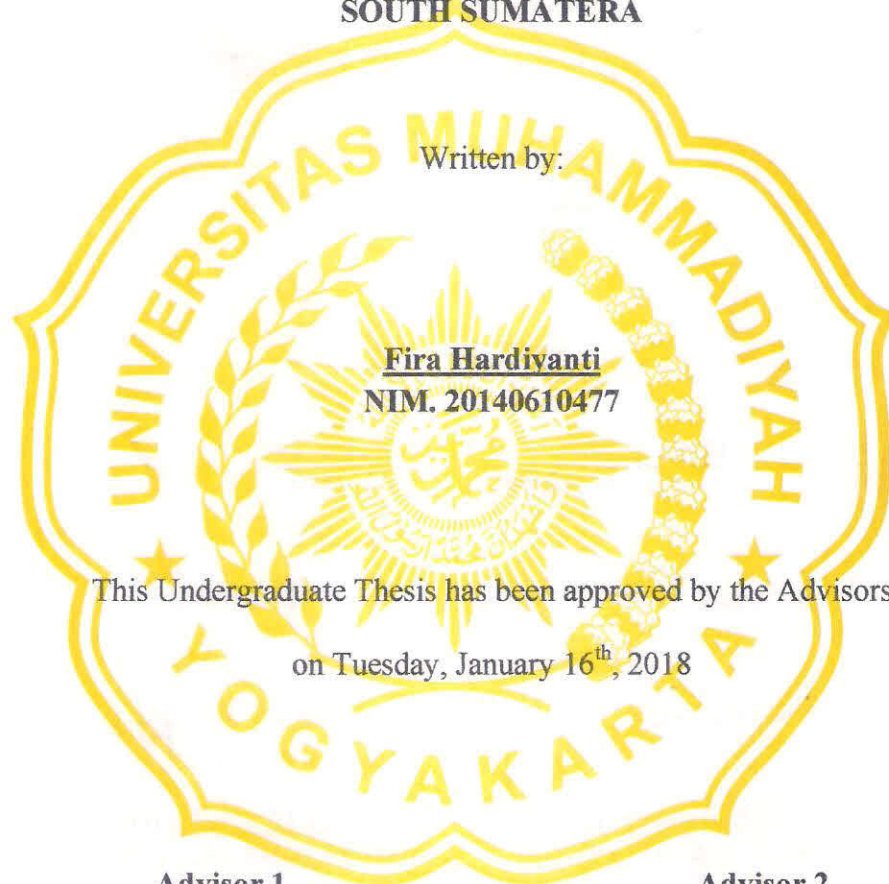 SOUTH SUMATERA
UNIVERSITAS MUHAMMADIYAH
Written by:
Fira Hardiyanti
NIM. 20140610477
This Undergraduate Thesis has been approved by the Advisors
on Tuesday, January 16th, 2018
YOGYAKARTA
Advisor 1
Advisor 2